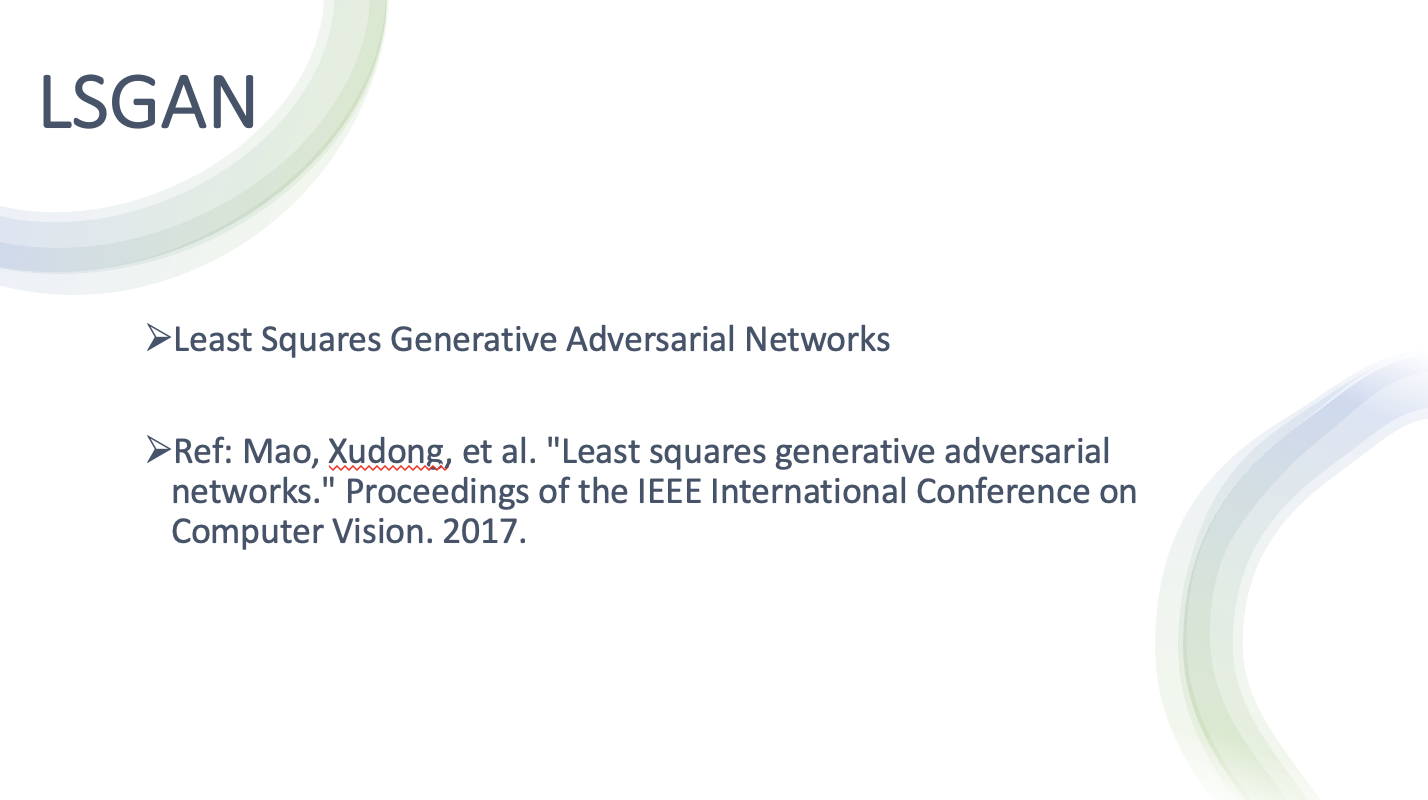 LSGAN
➢Least Squares Generative Adversarial Networks
➢Ref: Mao, Xudong, et al. "Least squares generative adversarial
networks." Proceedings of the IEEE International Conference on
Computer Vision. 2017.